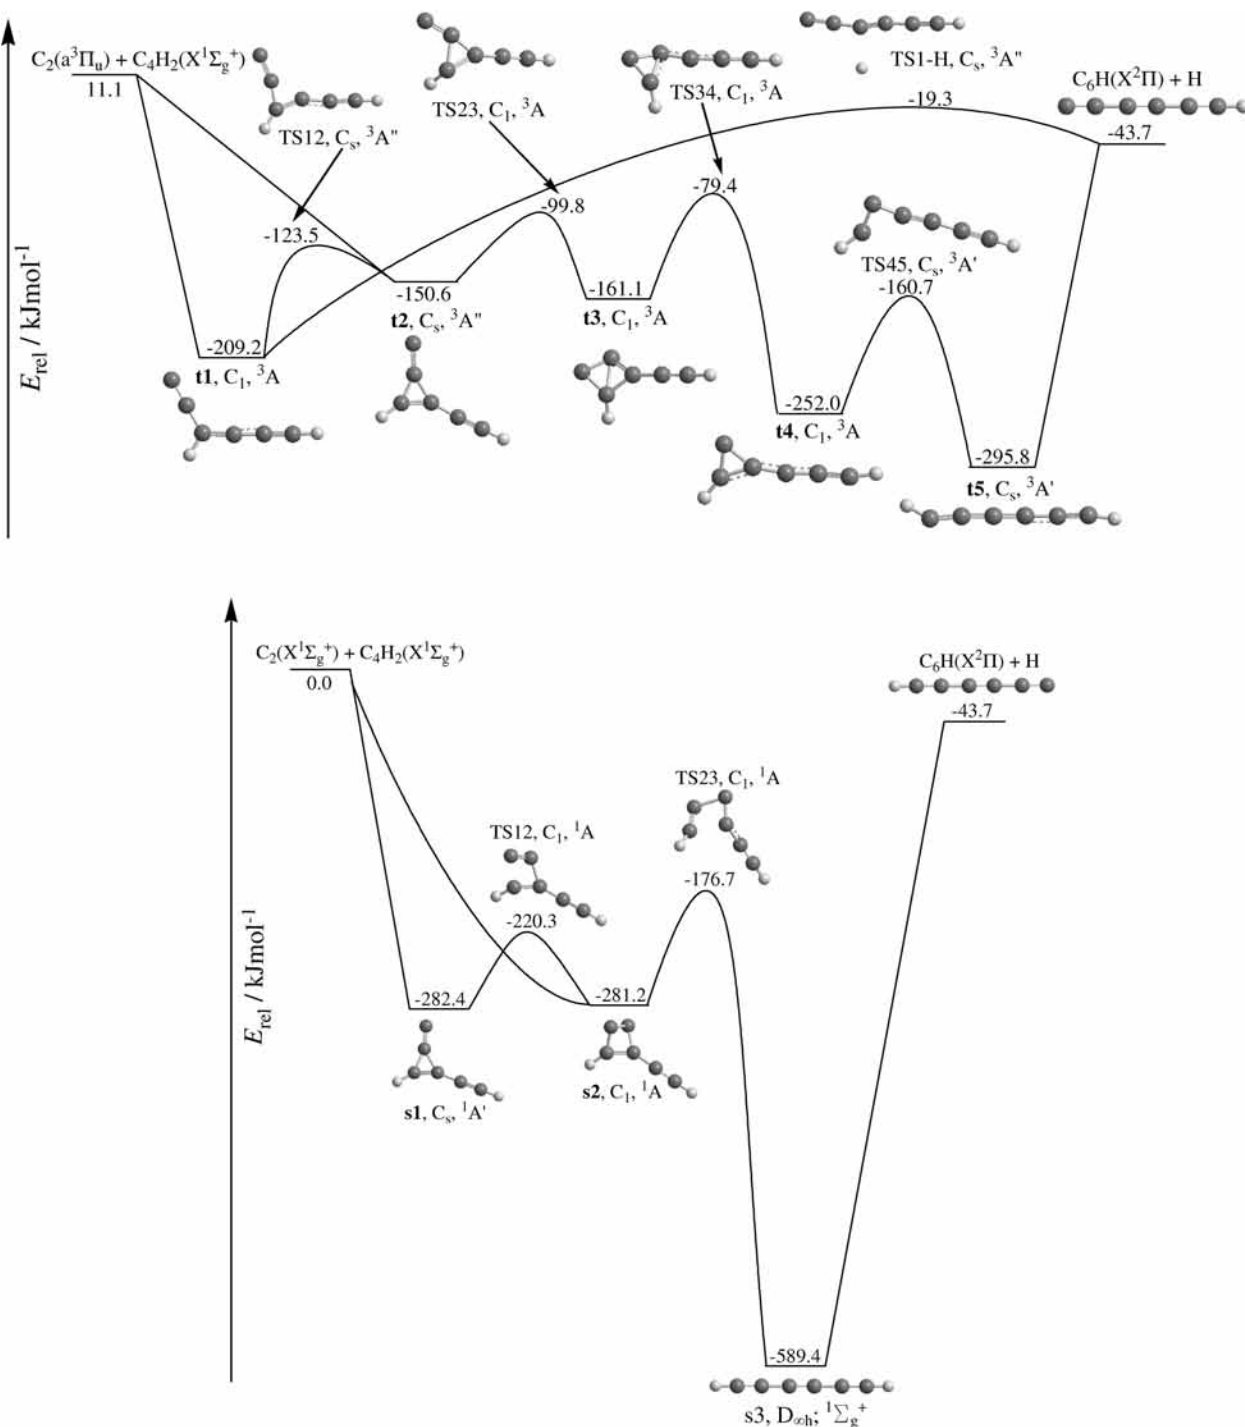 C₂(a³Πᵤ) + C₄H₂(X¹Σg⁺)
11.1
TS12, Cₛ, ³A"
TS23, C₁, ³A
TS34, C₁, ³A
TS1-H, Cₛ, ³A"
C₆H(X²Π) + H
-19.3
-43.7
-123.5
-99.8
-79.4
TS45, Cₛ, ³A'
-160.7
-150.6
t2, Cₛ, ³A"
-161.1
t3, C₁, ³A
-209.2
t1, C₁, ³A
-252.0
t4, C₁, ³A
-295.8
t5, Cₛ, ³A'
E_rel / kJmol⁻¹
C₂(X¹Σg⁺) + C₄H₂(X¹Σg⁺)
0.0
C₆H(X²Π) + H
-43.7
TS23, C₁, ¹A
-176.7
TS12, C₁, ¹A
-220.3
-282.4
s1, Cₛ, ¹A'
-281.2
s2, C₁, ¹A
E_rel / kJmol⁻¹
-589.4
s3, D∞h; ¹Σg⁺